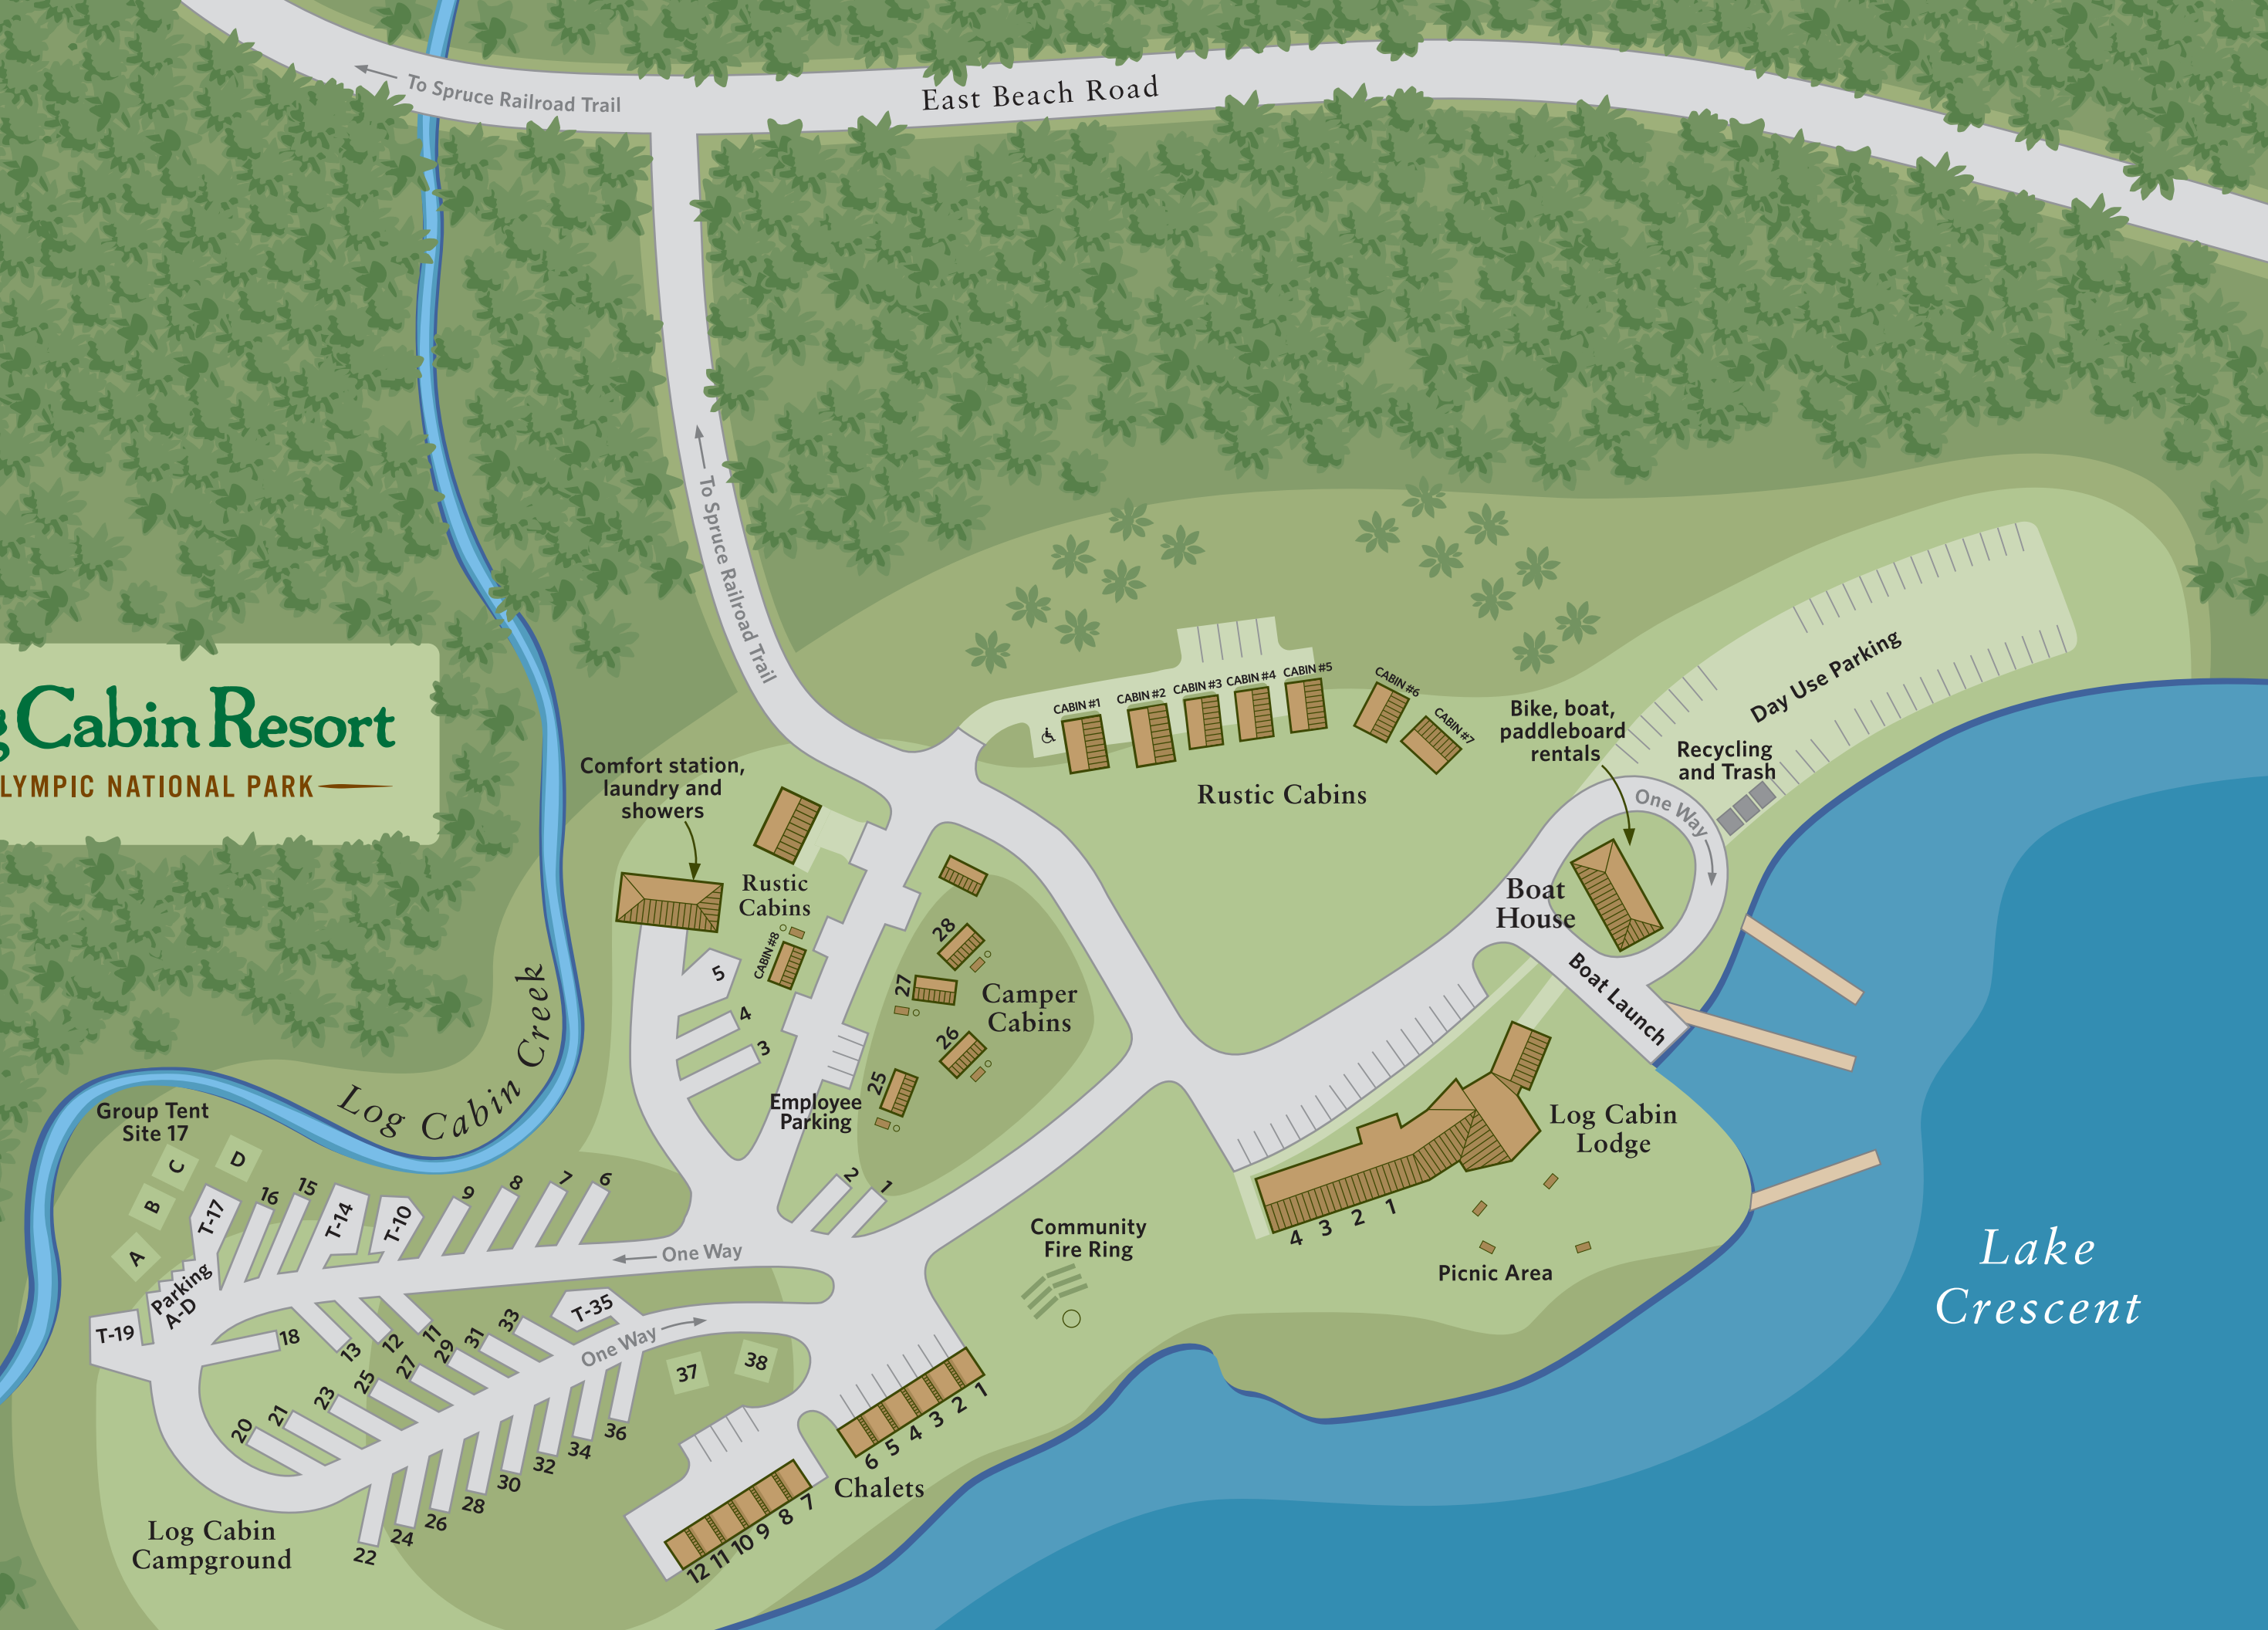 To Spruce Railroad Trail
East Beach Road
To Spruce Railroad Trail
Cabin Resort
LYMPIC NATIONAL PARK
CABIN #1
CABIN #2
CABIN #3
CABIN #4
CABIN #5
CABIN #6
CABIN #7
Rustic Cabins
Bike, boat,
paddleboard
rentals
Day Use Parking
Recycling
and Trash
One Way
Boat
House
Boat Launch
Comfort station,
laundry and
showers
Rustic
Cabins
CABIN #8
5
4
3
28
27
26
25
Camper
Cabins
Employee
Parking
2
1
Log Cabin Creek
Group Tent
Site 17
A
B
C
D
T-17
16
15
T-14
T-10
9
8
7
6
Parking
A-D
T-19
18
13
12
11
One Way
T-35
One Way
20
21
23
25
27
29
31
33
22
24
26
28
30
32
34
36
37
38
Log Cabin
Campground
1
2
3
4
5
6
Chalets
7
8
9
10
11
12
Community
Fire Ring
Log Cabin
Lodge
4
3
2
1
Picnic Area
Lake
Crescent